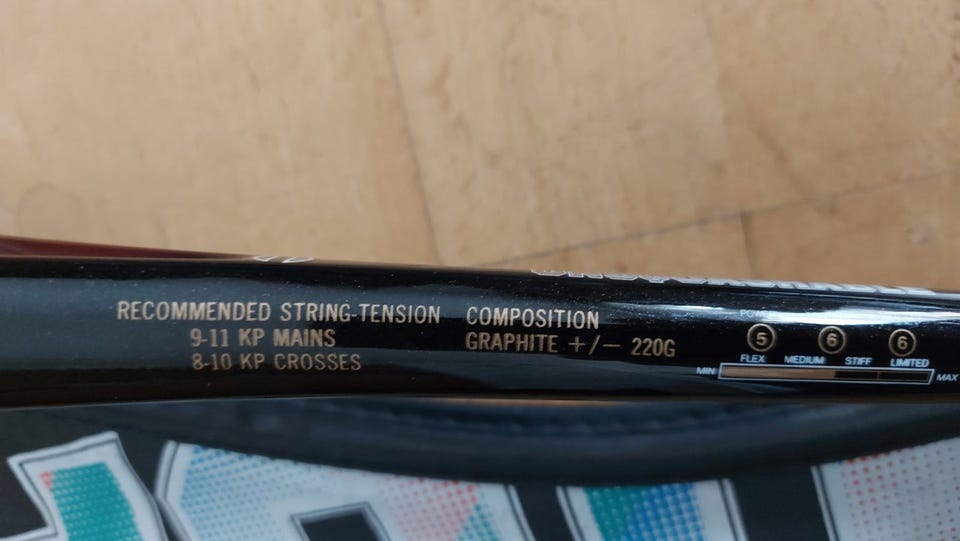 RECOMMENDED STRING-TENSION
9-11 KP MAINS
8-10 KP CROSSES
COMPOSITION
GRAPHITE +/- 220G
5 6 6
FLEX MEDIUM STIFF LIMITED
MIN MAX